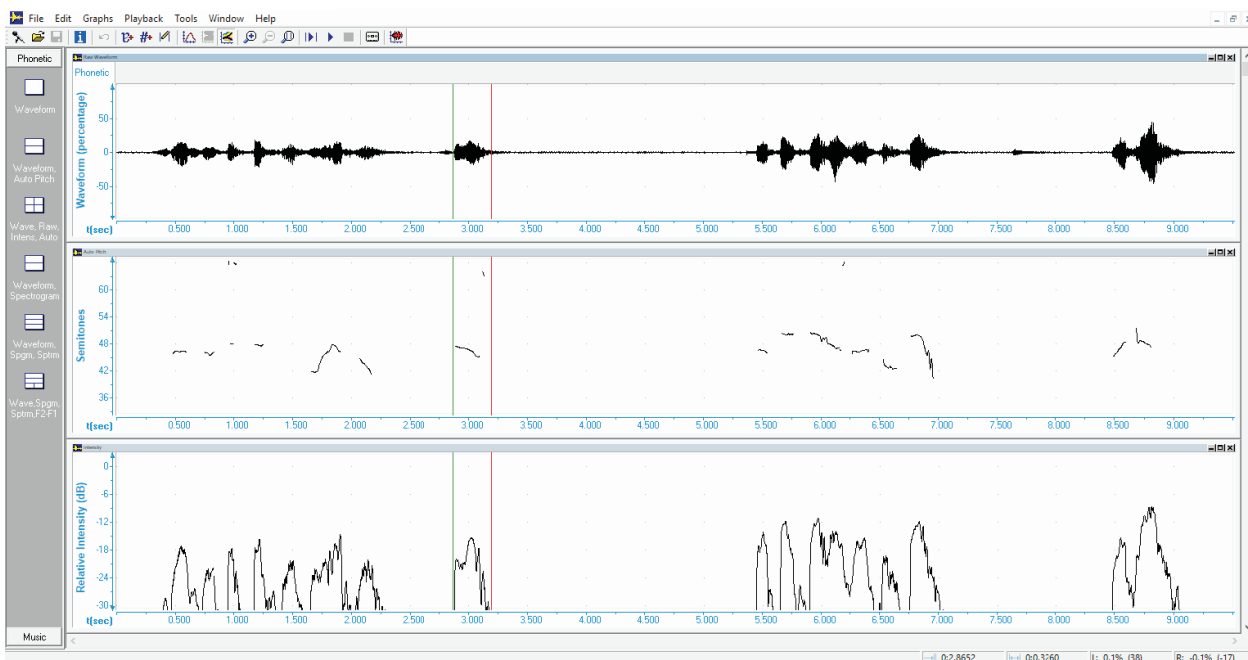 File Edit Graphs Playback Tools Window Help
Phonetic
Waveform
Waveform,
Auto Pitch
Wave, Raw,
Intens, Auto
Waveform,
Spectrogram
Waveform,
Spgm, Sptrm
Wave,Spgm,
Sptrm,F2-F1
Music
Raw Waveform
Phonetic
Waveform (percentage)
50
0
-50
t(sec) 0.500 1.000 1.500 2.000 2.500 3.000 3.500 4.000 4.500 5.000 5.500 6.000 6.500 7.000 7.500 8.000 8.500 9.000
Auto Pitch
Semitones
60
54
48
42
36
t(sec) 0.500 1.000 1.500 2.000 2.500 3.000 3.500 4.000 4.500 5.000 5.500 6.000 6.500 7.000 7.500 8.000 8.500 9.000
Intensity
Relative Intensity (dB)
0
-6
-12
-18
-24
-30
t(sec) 0.500 1.000 1.500 2.000 2.500 3.000 3.500 4.000 4.500 5.000 5.500 6.000 6.500 7.000 7.500 8.000 8.500 9.000
0:2.8652 0:0.3260 L: 0.1% (38) R: -0.1% (-17)